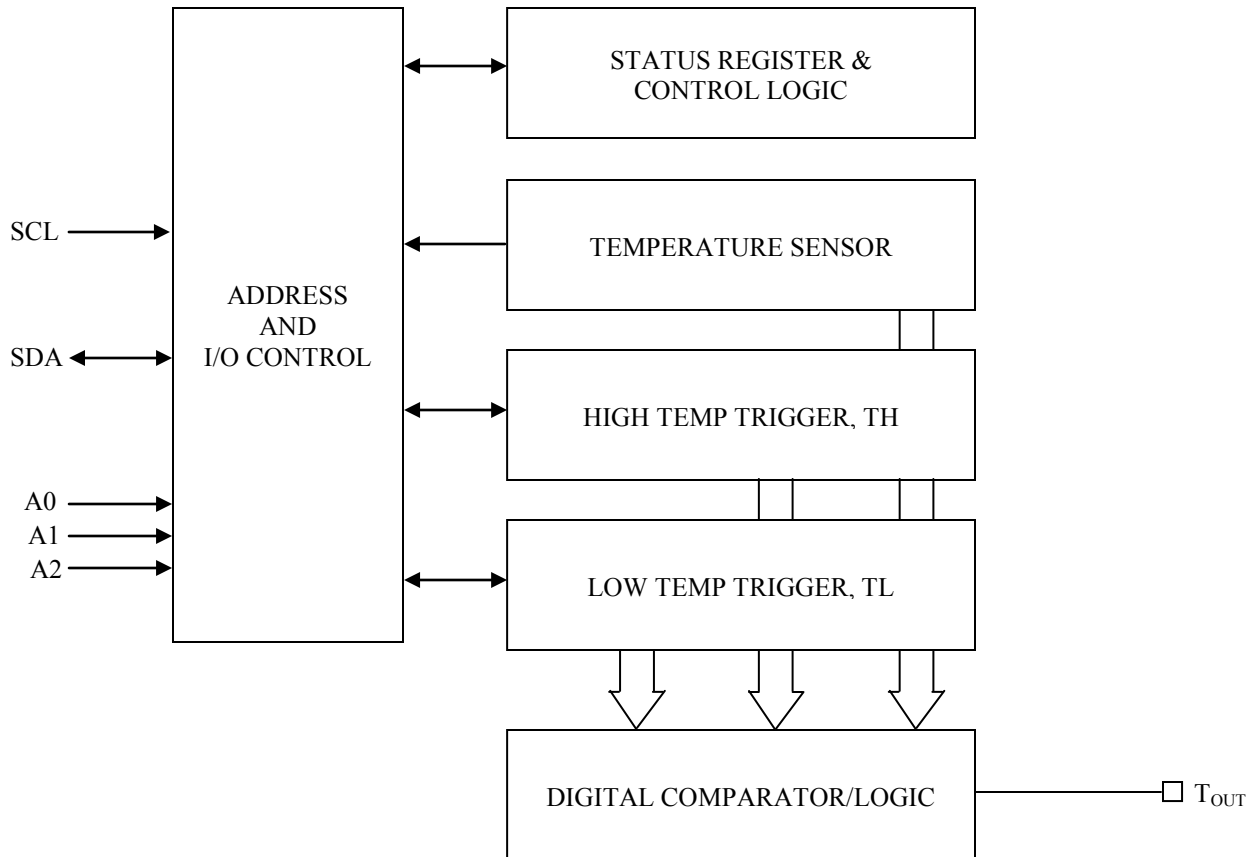 STATUS REGISTER &
CONTROL LOGIC
SCL
TEMPERATURE SENSOR
ADDRESS
AND
I/O CONTROL
SDA
HIGH TEMP TRIGGER, TH
A0
A1
A2
LOW TEMP TRIGGER, TL
DIGITAL COMPARATOR/LOGIC
TOUT